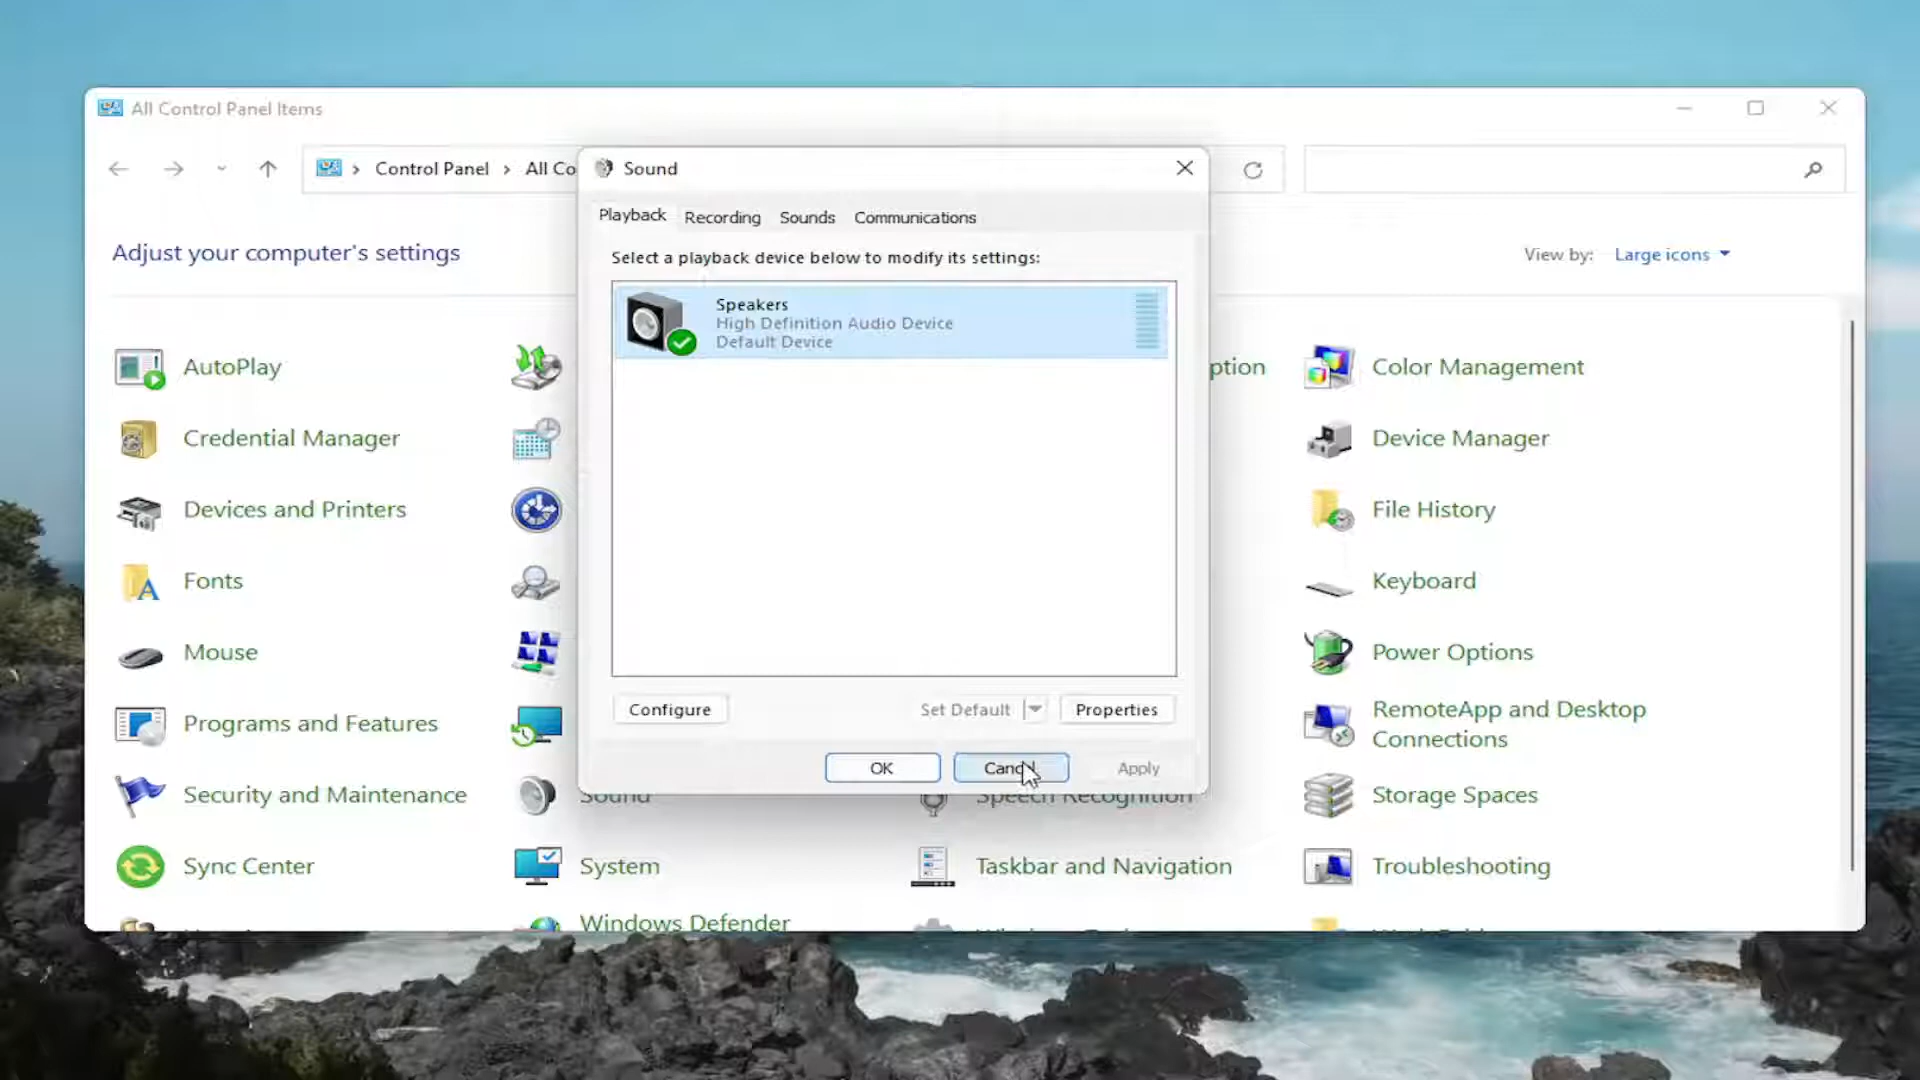 All Control Panel Items
Control Panel
All Co
Sound
Playback
Recording
Sounds
Communications
Select a playback device below to modify its settings:
Speakers
High Definition Audio Device
Default Device
Configure
Set Default
Properties
OK
Cancel
Apply
Adjust your computer's settings
View by:
Large icons
AutoPlay
ption
Color Management
Credential Manager
Device Manager
Devices and Printers
File History
Fonts
Keyboard
Mouse
Power Options
Programs and Features
RemoteApp and Desktop
Connections
Security and Maintenance
Sound
Speech Recognition
Storage Spaces
Sync Center
System
Taskbar and Navigation
Troubleshooting
Windows Defender